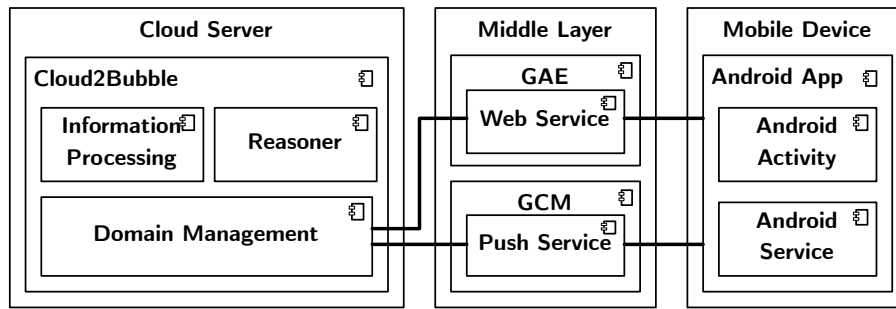 Cloud Server
Cloud2Bubble
Information
Processing
Reasoner
Domain Management
Middle Layer
GAE
Web Service
GCM
Push Service
Mobile Device
Android App
Android
Activity
Android
Service